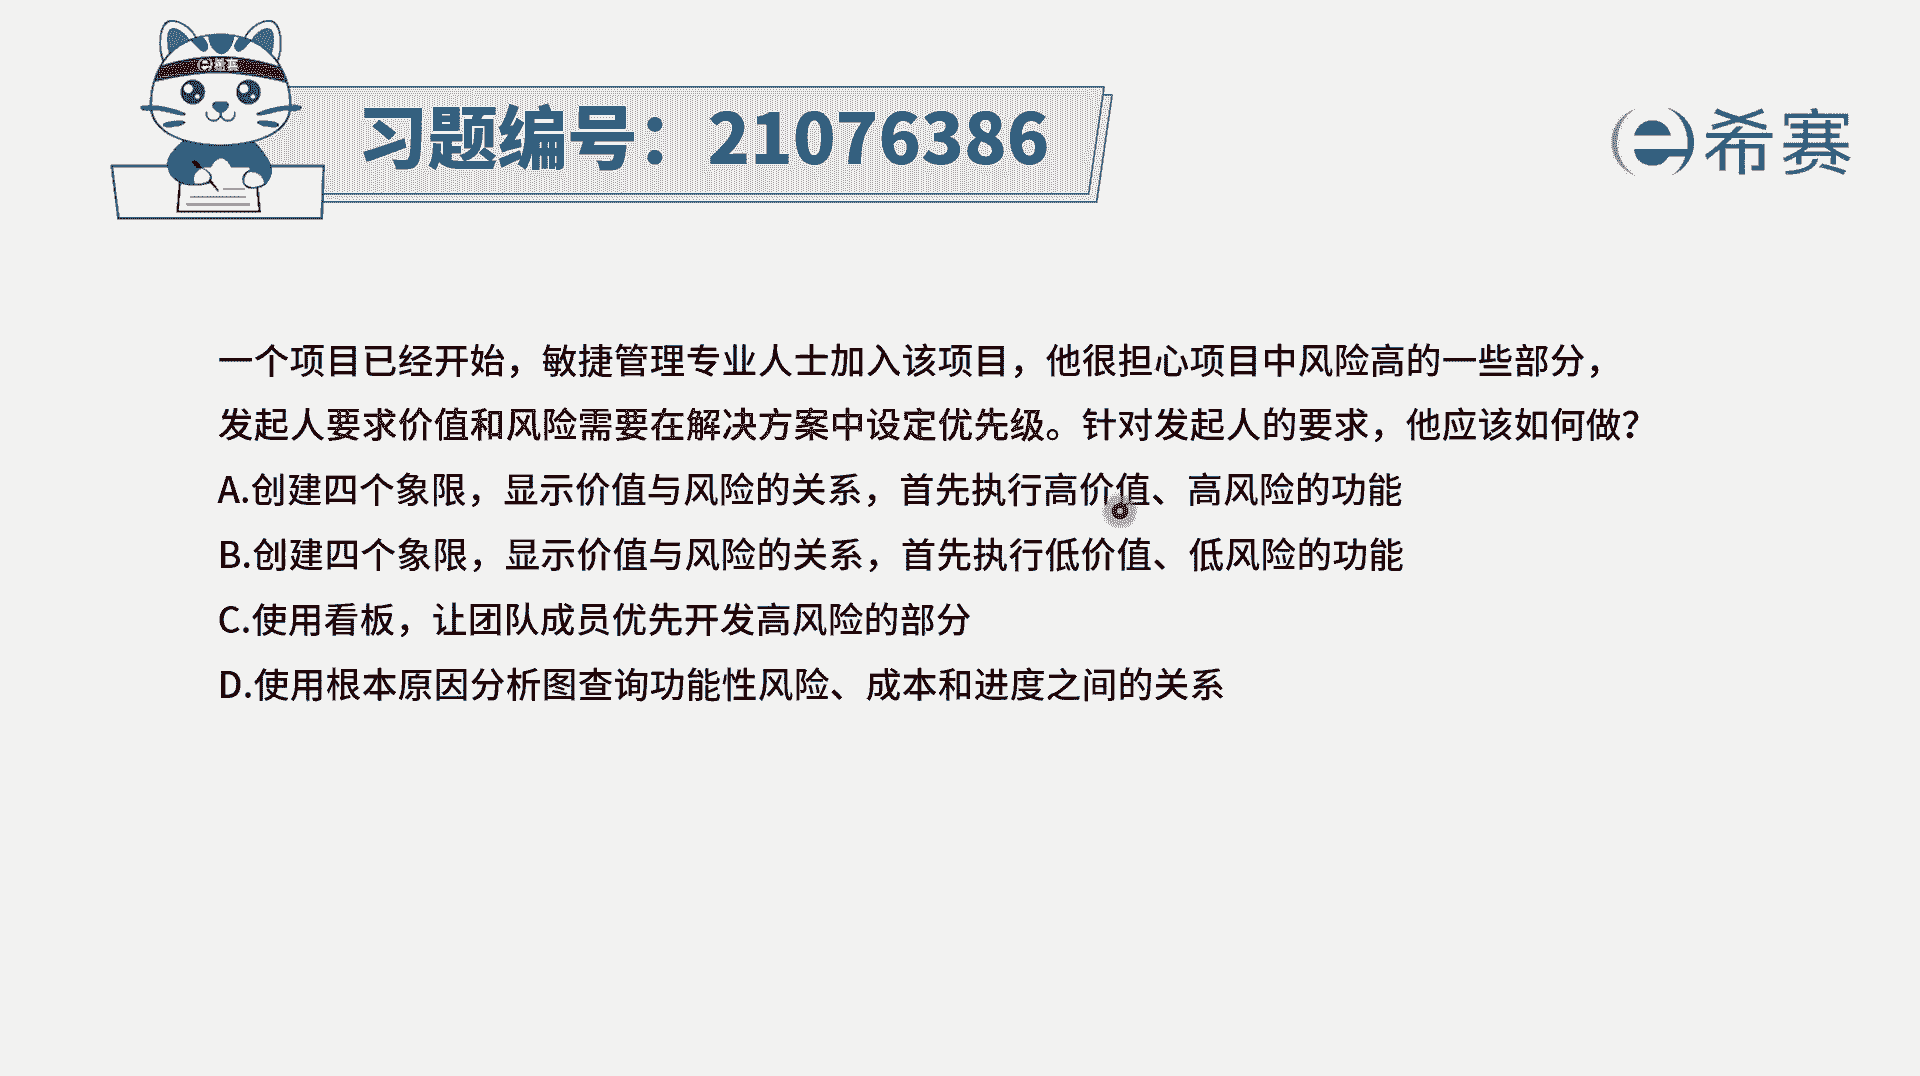 希赛
习题编号：21076386
希赛
一个项目已经开始，敏捷管理专业人士加入该项目，他很担心项目中风险高的一些部分，
发起人要求价值和风险需要在解决方案中设定优先级。针对发起人的要求，他应该如何做？
A.创建四个象限，显示价值与风险的关系，首先执行高价值、高风险的功能
B.创建四个象限，显示价值与风险的关系，首先执行低价值、低风险的功能
C.使用看板，让团队成员优先开发高风险的部分
D.使用根本原因分析图查询功能性风险、成本和进度之间的关系